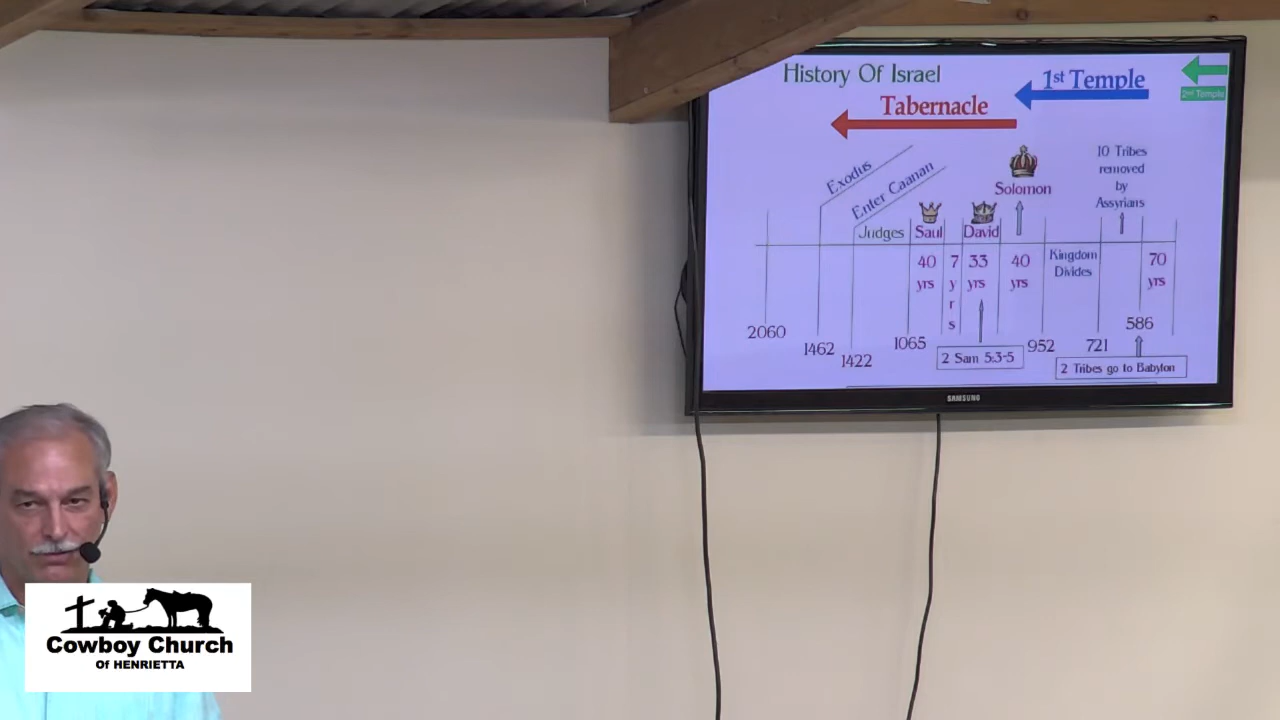 History Of Israel
1st Temple
2nd Temple
Tabernacle
Exodus
Enter Caanan
10 Tribes
removed
by
Assyrians
Solomon
Judges
Saul
David
40
yrs
7
y
r
s
33
yrs
40
yrs
Kingdom
Divides
70
yrs
2060
1462
1422
1065
2 Sam 5:3-5
952
721
586
2 Tribes go to Babylon
SAMSUNG
Cowboy Church
Of HENRIETTA